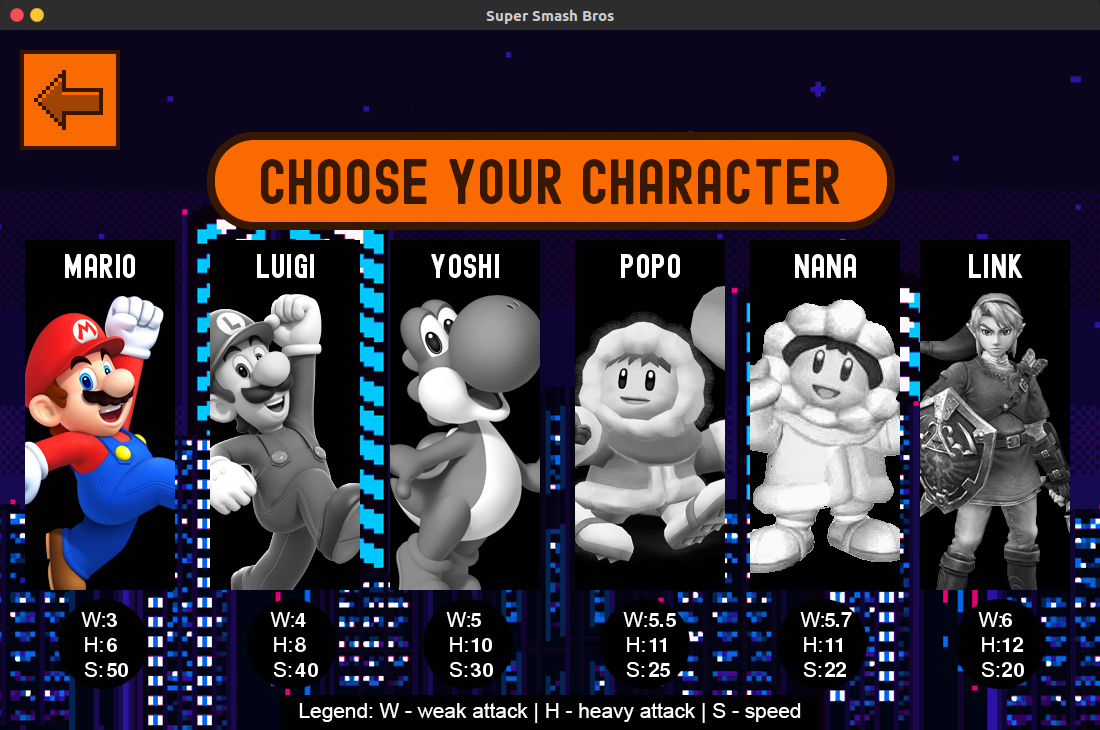 Super Smash Bros
CHOOSE YOUR CHARACTER
MARIO
LUIGI
YOSHI
POPO
NANA
LINK
M
L
W:3
H:6
S:50
W:4
H:8
S:40
W:5
H:10
S:30
W:5.5
H:11
S:25
W:5.7
H:11
S:22
W:6
H:12
S:20
Legend: W - weak attack | H - heavy attack | S - speed